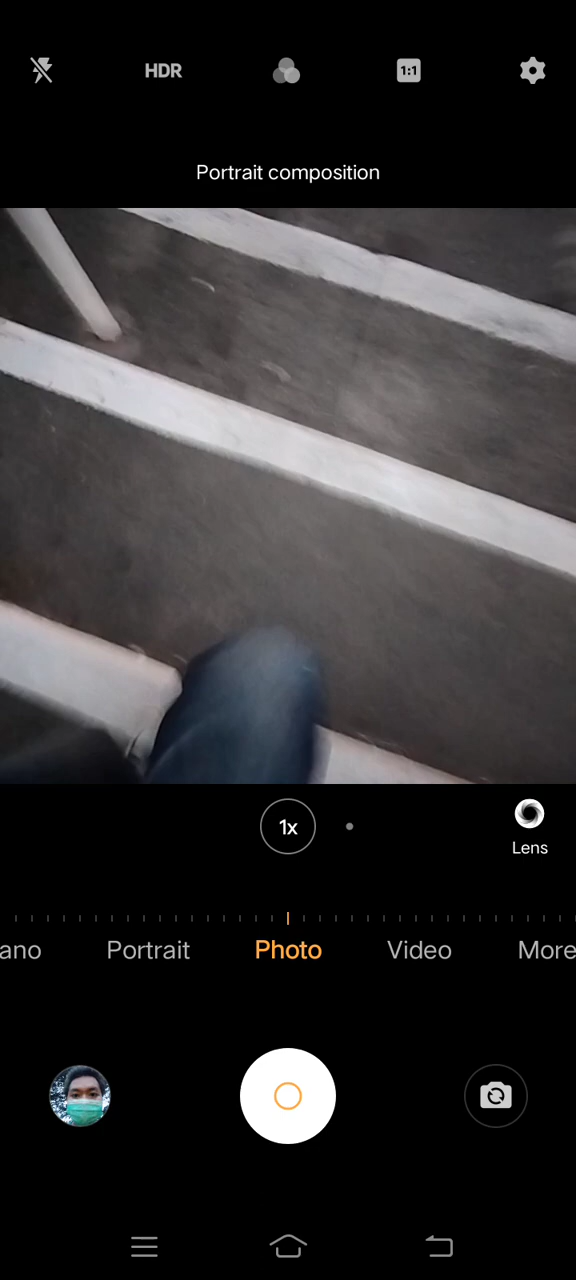 HDR
1:1
Portrait composition
1x
Lens
ano Portrait Photo Video More